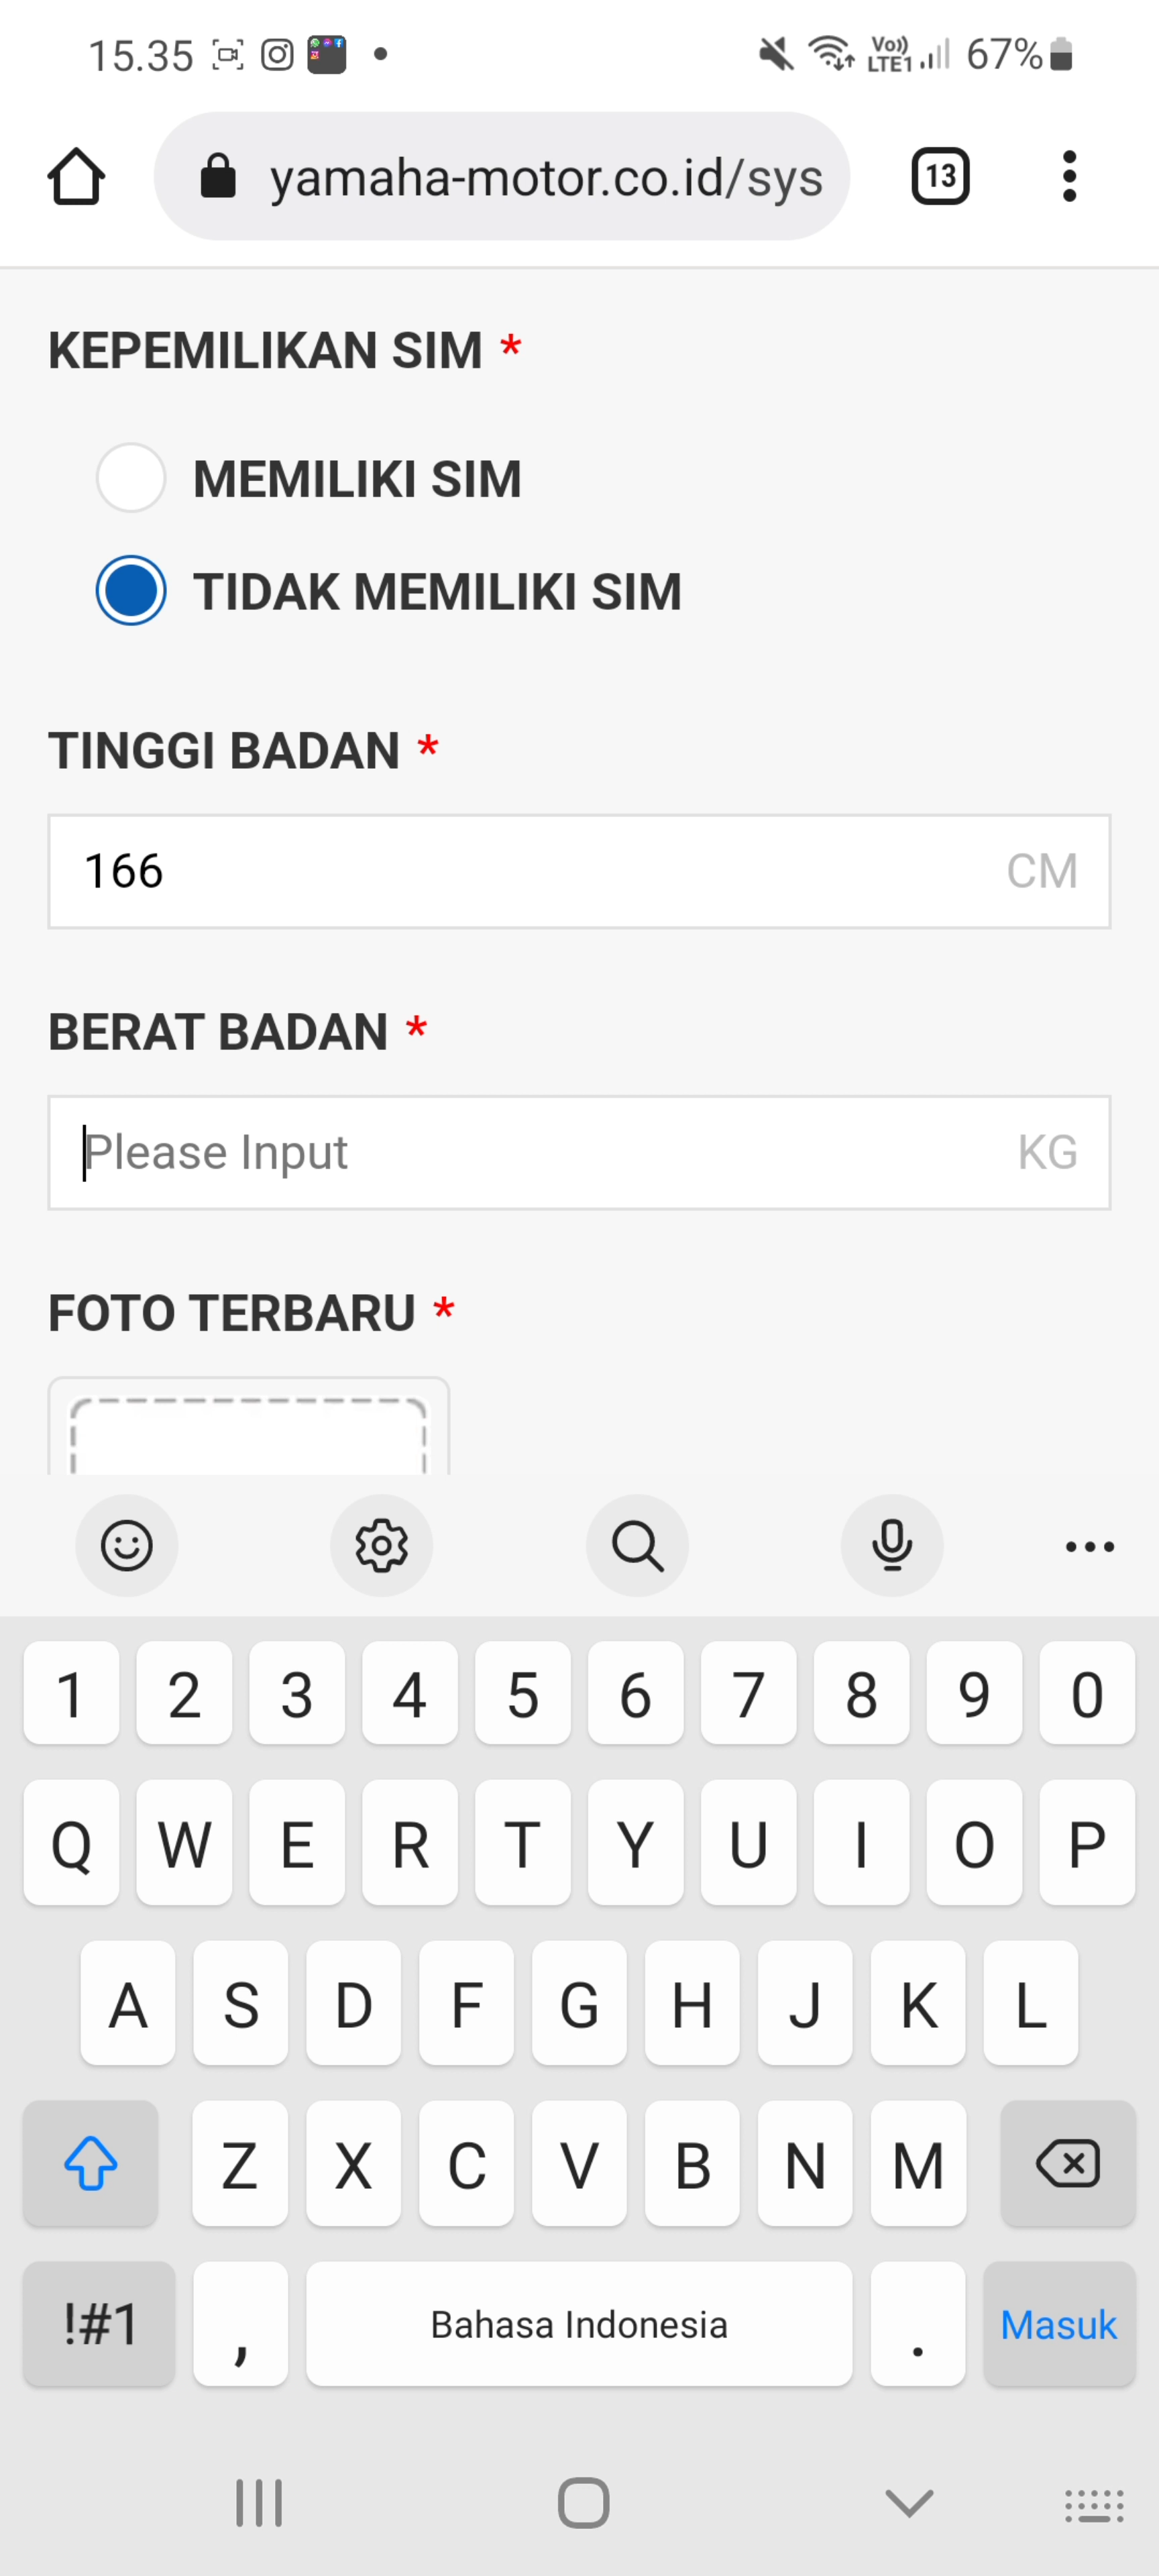 15.35 Vo)) LTE1 67%
yamaha-motor.co.id/sys 13
KEPEMILIKAN SIM *
MEMILIKI SIM
TIDAK MEMILIKI SIM
TINGGI BADAN *
166 CM
BERAT BADAN *
Please Input KG
FOTO TERBARU *
1 2 3 4 5 6 7 8 9 0
Q W E R T Y U I O P
A S D F G H J K L
Z X C V B N M
!#1 , Bahasa Indonesia . Masuk